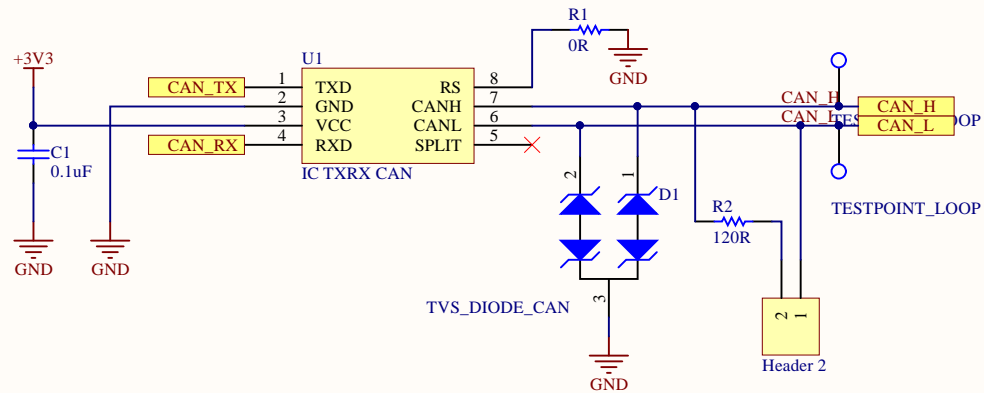 R1
0R
GND
+3V3
U1
CAN_TX 1 TXD RS 8
2 GND CANH 7 CAN_H CAN_H
3 VCC CANL 6 CAN_L CAN_L TESTPOINT_LOOP
CAN_RX 4 RXD SPLIT 5
C1
0.1uF
IC TXRX CAN
2 1 D1
R2
120R
TESTPOINT_LOOP
GND GND
TVS_DIODE_CAN
3
2 1
Header 2
GND